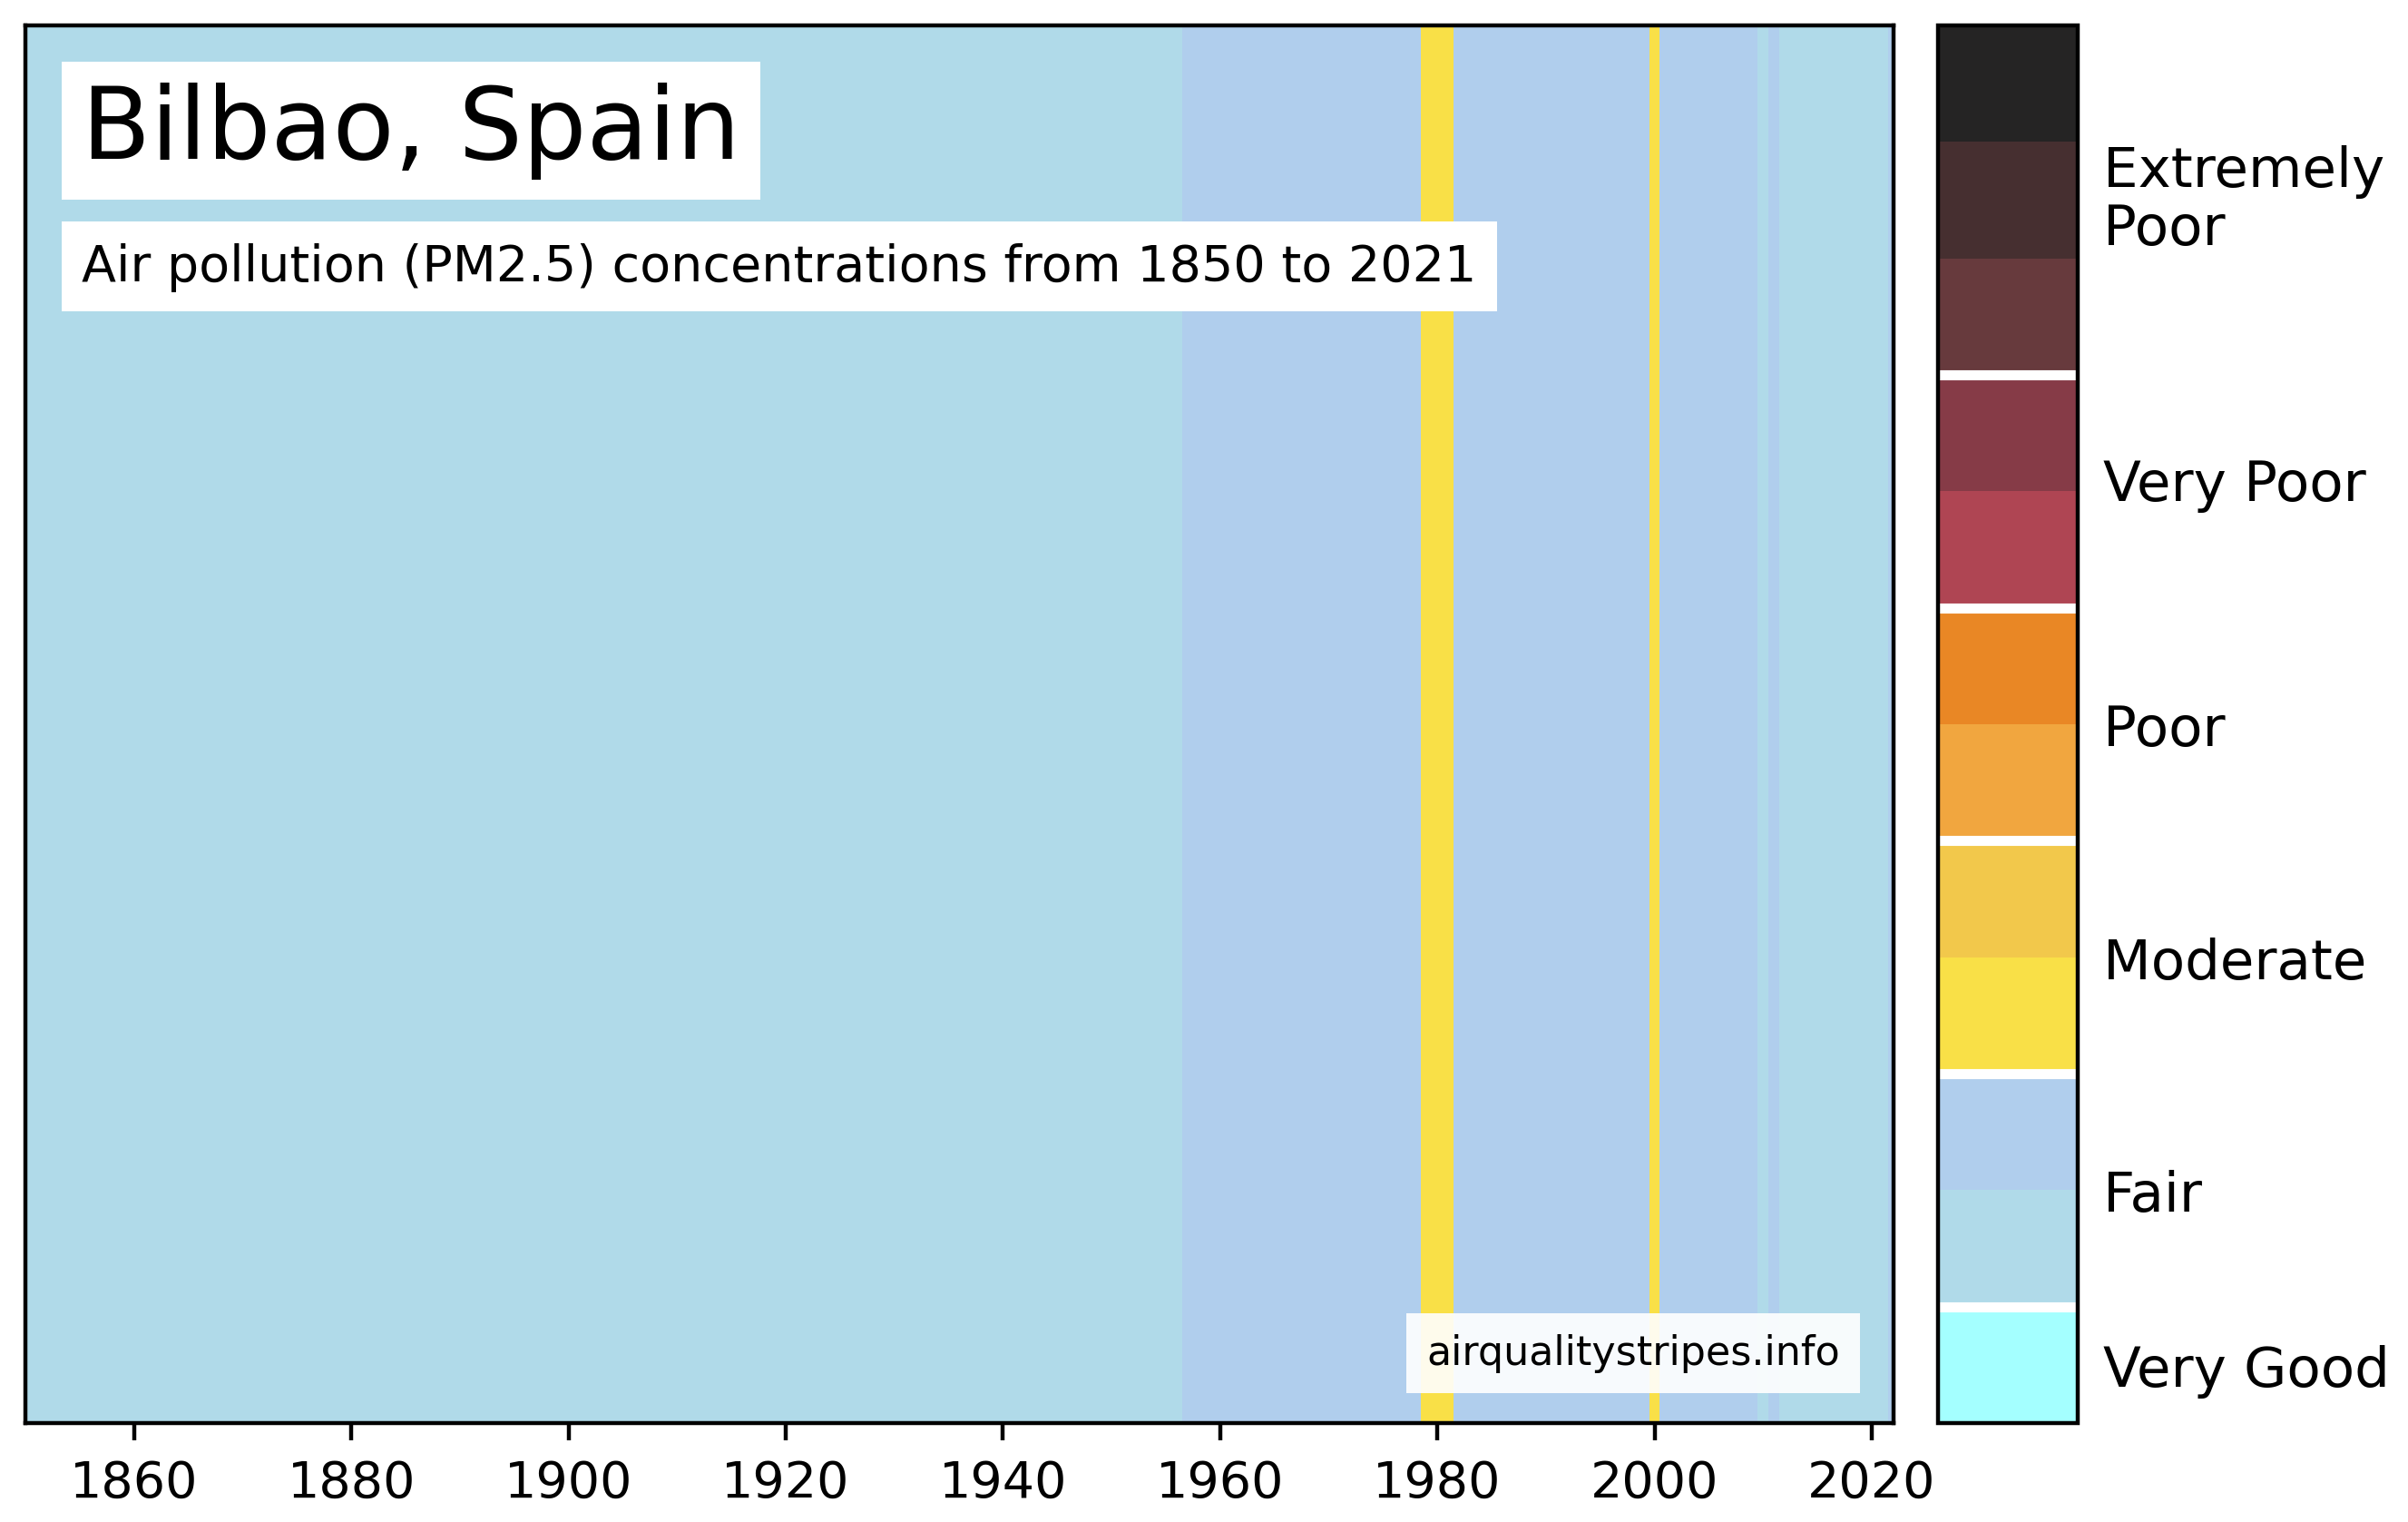 Bilbao, Spain
Air pollution (PM2.5) concentrations from 1850 to 2021
airqualitystripes.info
1860 1880 1900 1920 1940 1960 1980 2000 2020
Extremely
Poor
Very Poor
Poor
Moderate
Fair
Very Good